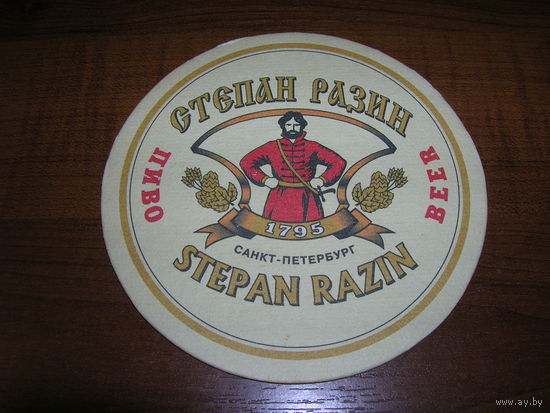 СТЕПАН РАЗИН
ПИВО
BEER
1795
САНКТ-ПЕТЕРБУРГ
STEPAN RAZIN
www.ay.by